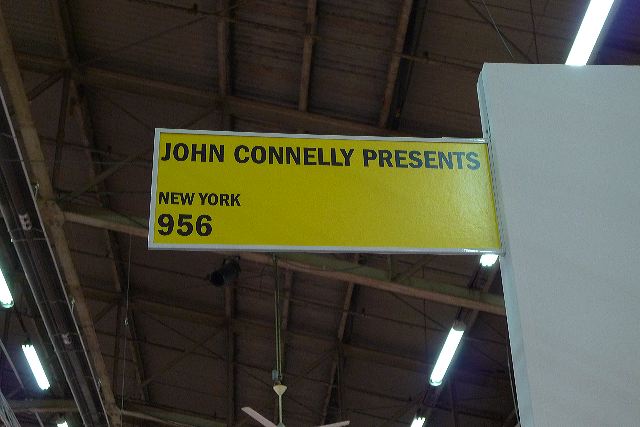 JOHN CONNELLY PRESENTS
NEW YORK
956